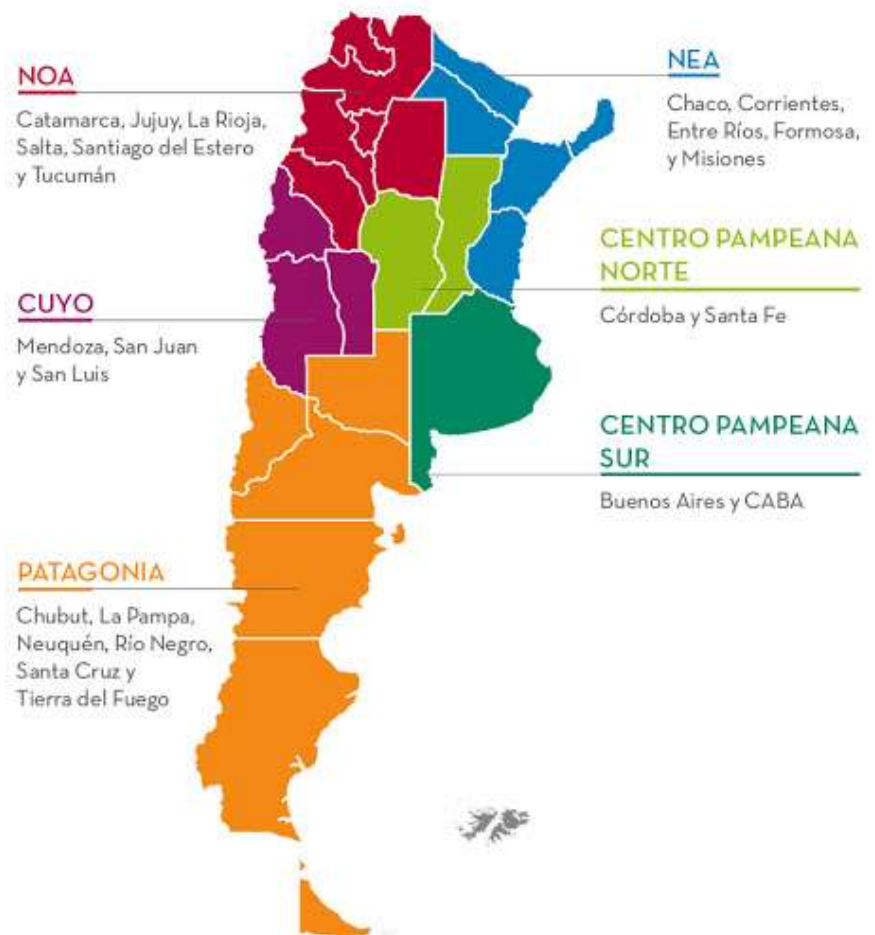 NOA
Catamarca, Jujuy, La Rioja,
Salta, Santiago del Estero
y Tucumán
NEA
Chaco, Corrientes,
Entre Ríos, Formosa,
y Misiones
CENTRO PAMPEANA
NORTE
Córdoba y Santa Fe
CUYO
Mendoza, San Juan
y San Luis
CENTRO PAMPEANA
SUR
Buenos Aires y CABA
PATAGONIA
Chubut, La Pampa,
Neuquén, Río Negro,
Santa Cruz y
Tierra del Fuego